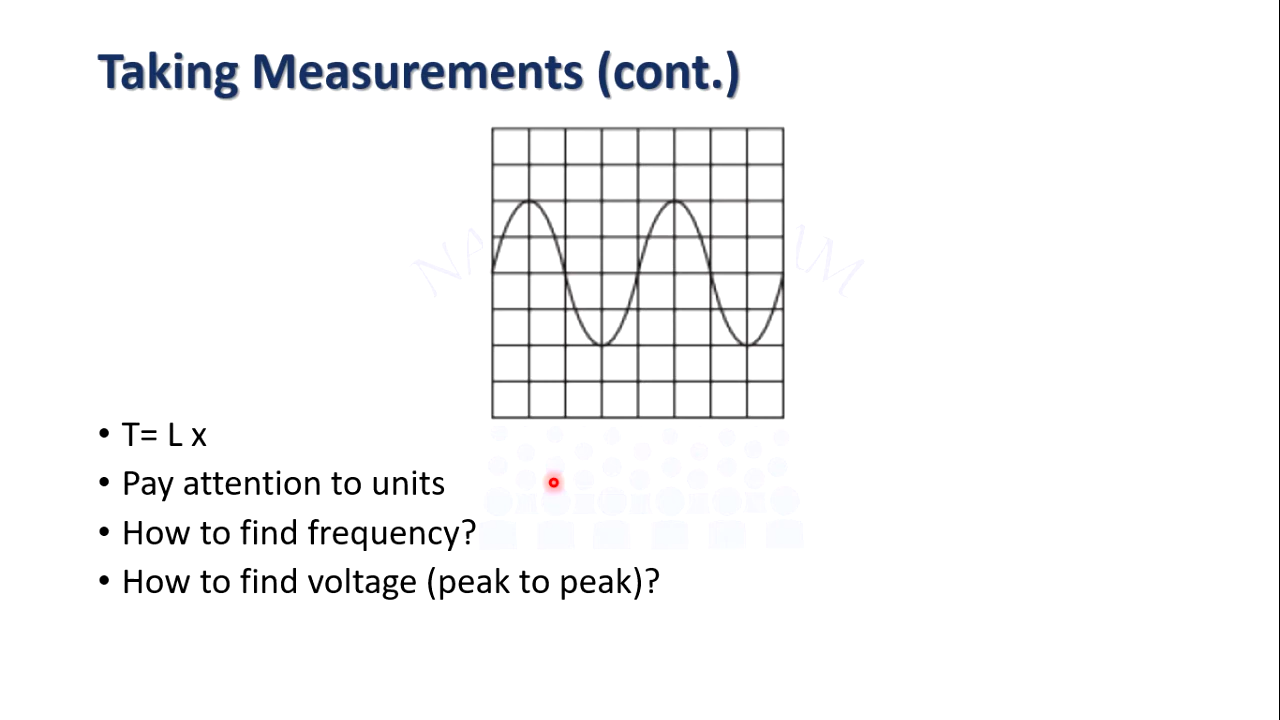 Taking Measurements (cont.)
• T= L x
• Pay attention to units
• How to find frequency?
• How to find voltage (peak to peak)?